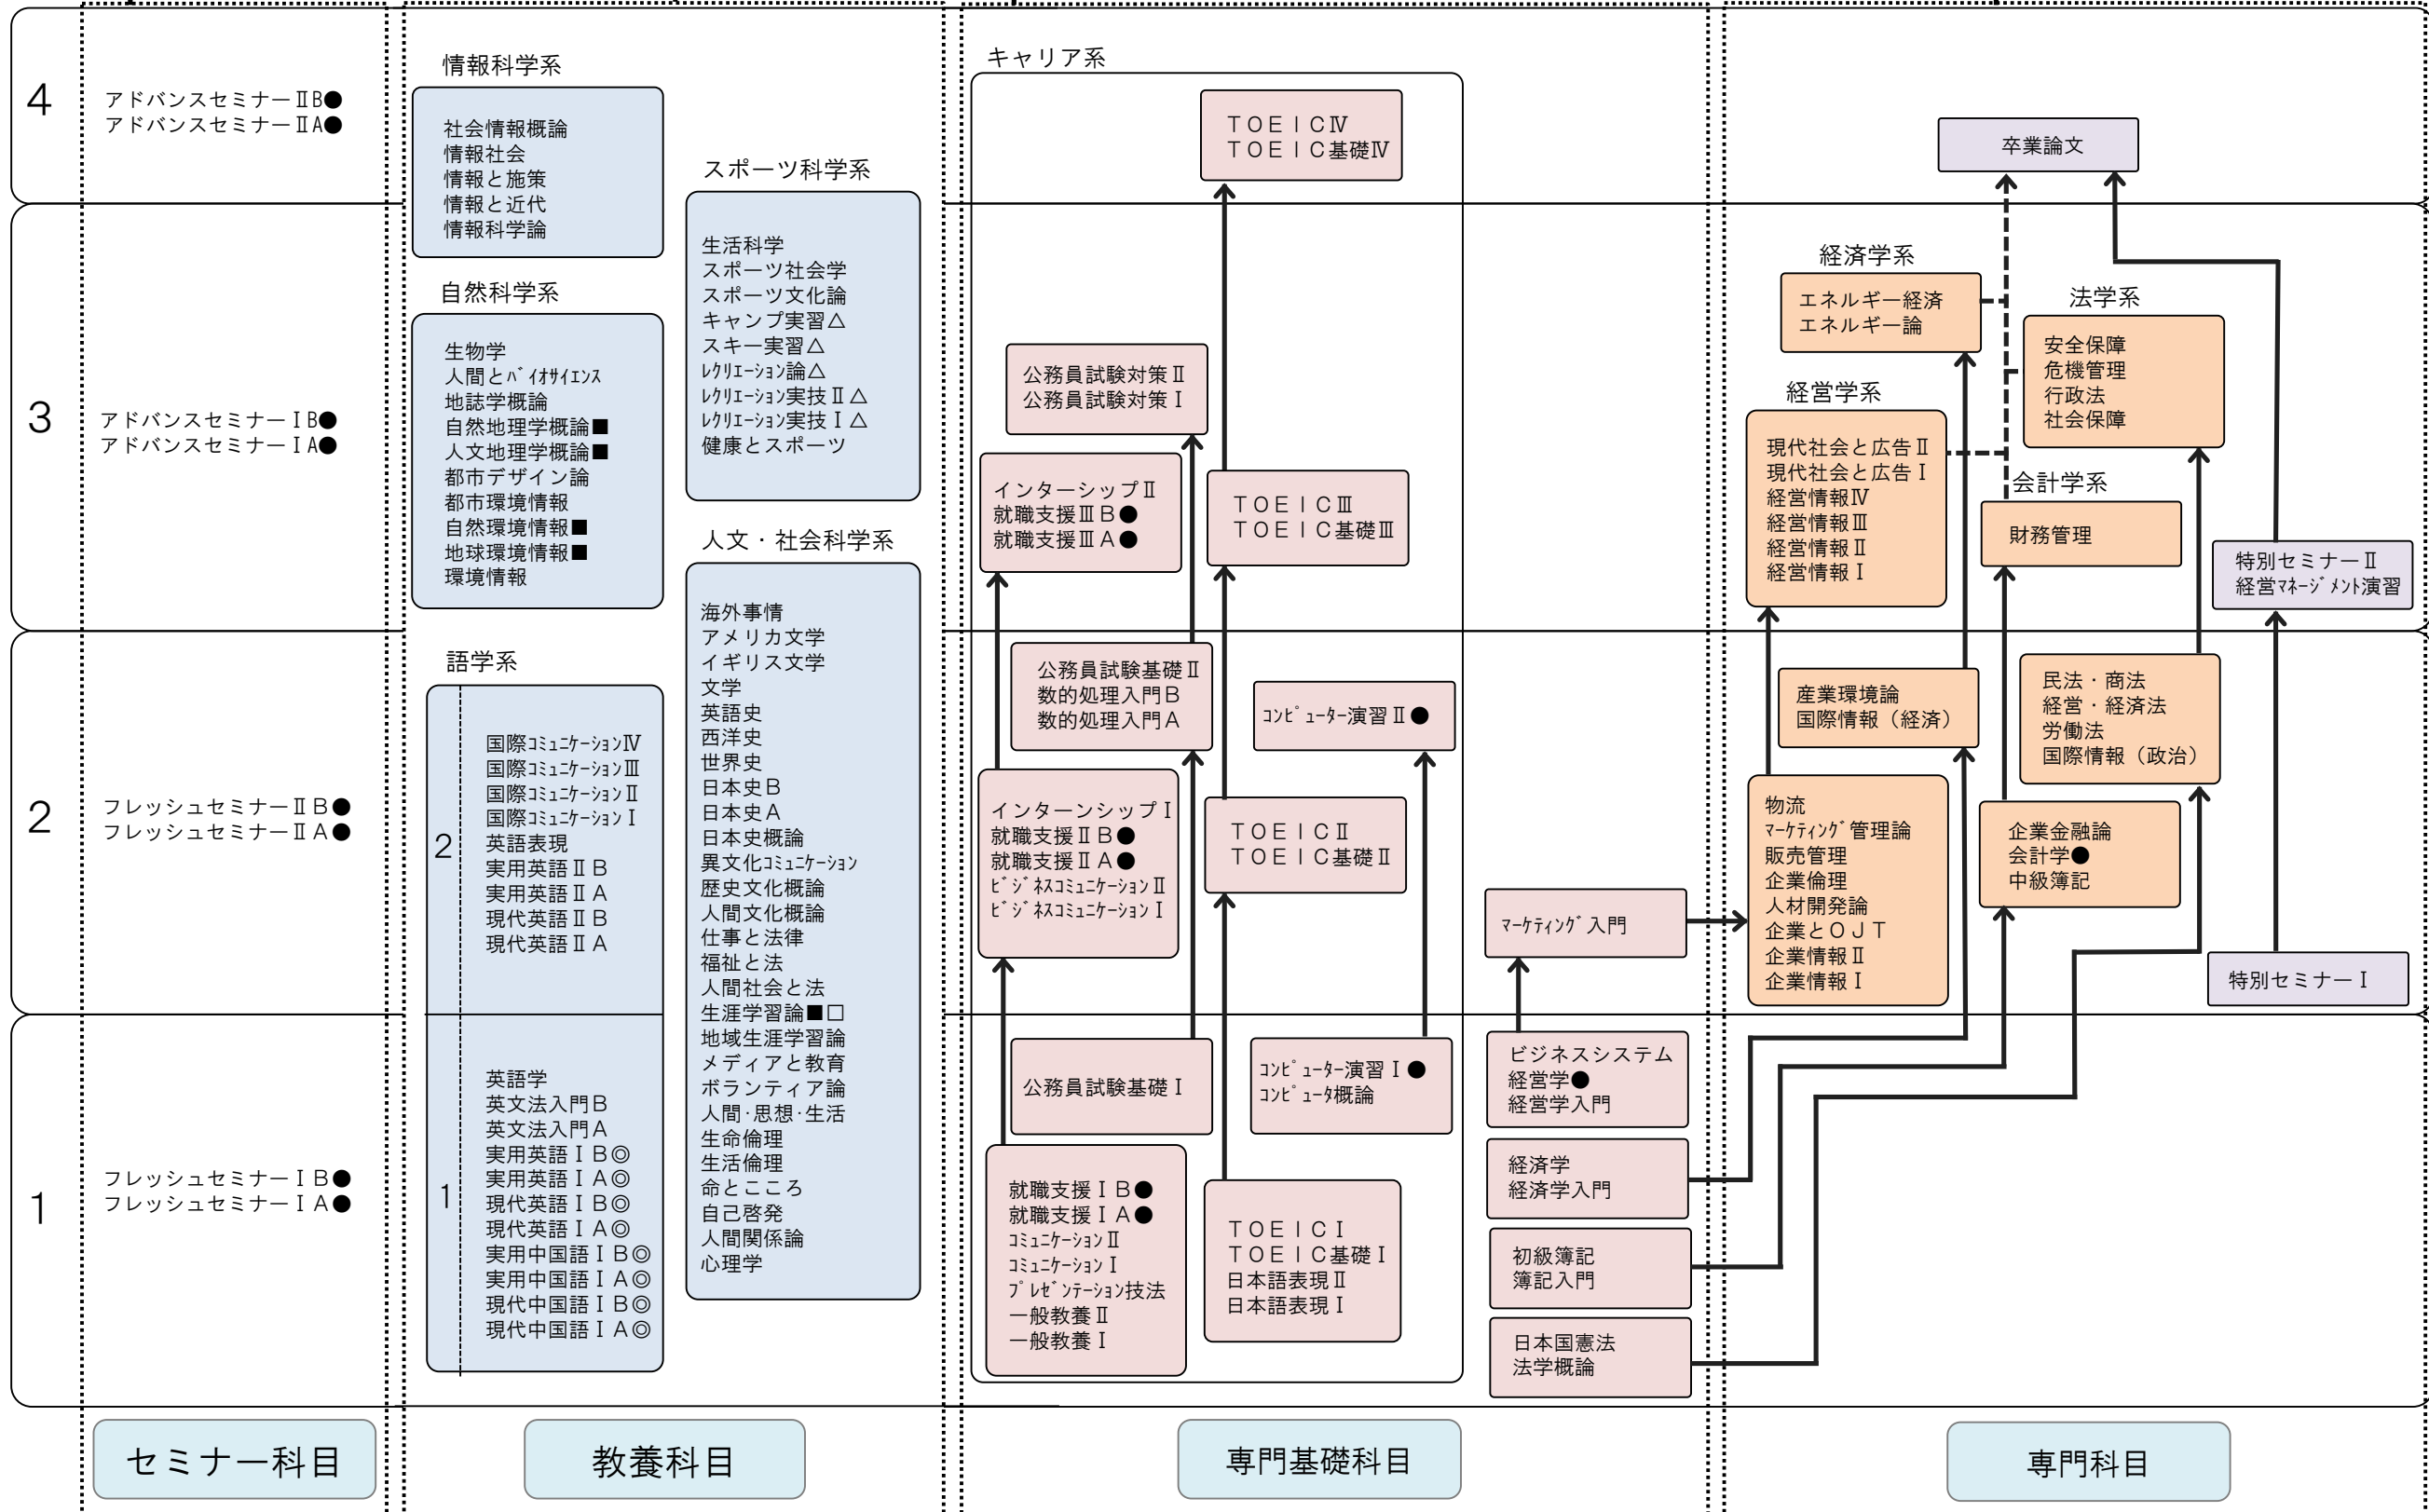 4
アドバンスセミナーⅡB●
アドバンスセミナーⅡA●
3
アドバンスセミナーⅠB●
アドバンスセミナーⅠA●
2
フレッシュセミナーⅡB●
フレッシュセミナーⅡA●
1
フレッシュセミナーⅠB●
フレッシュセミナーⅠA●
セミナー科目
情報科学系
社会情報概論
情報社会
情報と施策
情報と近代
情報科学論
自然科学系
生物学
人間とバイオサイエンス
地誌学概論
自然地理学概論■
人文地理学概論■
都市デザイン論
都市環境情報
自然環境情報■
地球環境情報■
環境情報
語学系
2
国際コミュニケーションⅣ
国際コミュニケーションⅢ
国際コミュニケーションⅡ
国際コミュニケーションⅠ
英語表現
実用英語ⅡB
実用英語ⅡA
現代英語ⅡB
現代英語ⅡA
1
英語学
英文法入門B
英文法入門A
実用英語ⅠB◎
実用英語ⅠA◎
現代英語ⅠB◎
現代英語ⅠA◎
実用中国語ⅠB◎
実用中国語ⅠA◎
現代中国語ⅠB◎
現代中国語ⅠA◎
スポーツ科学系
生活科学
スポーツ社会学
スポーツ文化論
キャンプ実習△
スキー実習△
レクリエーション論△
レクリエーション実技Ⅱ△
レクリエーション実技Ⅰ△
健康とスポーツ
人文・社会科学系
海外事情
アメリカ文学
イギリス文学
文学
英語史
西洋史
世界史
日本史B
日本史A
日本史概論
異文化コミュニケーション
歴史文化概論
人間文化概論
仕事と法律
福祉と法
人間社会と法
生涯学習論■□
地域生涯学習論
メディアと教育
ボランティア論
人間・思想・生活
生命倫理
生活倫理
命とこころ
自己啓発
人間関係論
心理学
教養科目
キャリア系
TOEICⅣ
TOEIC基礎Ⅳ
公務員試験対策Ⅱ
公務員試験対策Ⅰ
インターシップⅡ
就職支援ⅢB●
就職支援ⅢA●
TOEICⅢ
TOEIC基礎Ⅲ
公務員試験基礎Ⅱ
数的処理入門B
数的処理入門A
コンピューター演習Ⅱ●
インターンシップⅠ
就職支援ⅡB●
就職支援ⅡA●
ビジネスコミュニケーションⅡ
ビジネスコミュニケーションⅠ
TOEICⅡ
TOEIC基礎Ⅱ
マーケティング入門
公務員試験基礎Ⅰ
コンピューター演習Ⅰ●
コンピュータ概論
ビジネスシステム
経営学●
経営学入門
就職支援ⅠB●
就職支援ⅠA●
コミュニケーションⅡ
コミュニケーションⅠ
プレゼンテーション技法
一般教養Ⅱ
一般教養Ⅰ
TOEICⅠ
TOEIC基礎Ⅰ
日本語表現Ⅱ
日本語表現Ⅰ
経済学
経済学入門
初級簿記
簿記入門
日本国憲法
法学概論
専門基礎科目
卒業論文
経済学系
エネルギー経済
エネルギー論
法学系
安全保障
危機管理
行政法
社会保障
経営学系
現代社会と広告Ⅱ
現代社会と広告Ⅰ
経営情報Ⅳ
経営情報Ⅲ
経営情報Ⅱ
経営情報Ⅰ
会計学系
財務管理
特別セミナーⅡ
経営マネージメント演習
産業環境論
国際情報（経済）
民法・商法
経営・経済法
労働法
国際情報（政治）
物流
マーケティング管理論
販売管理
企業倫理
人材開発論
企業とOJT
企業情報Ⅱ
企業情報Ⅰ
企業金融論
会計学●
中級簿記
特別セミナーⅠ
専門科目